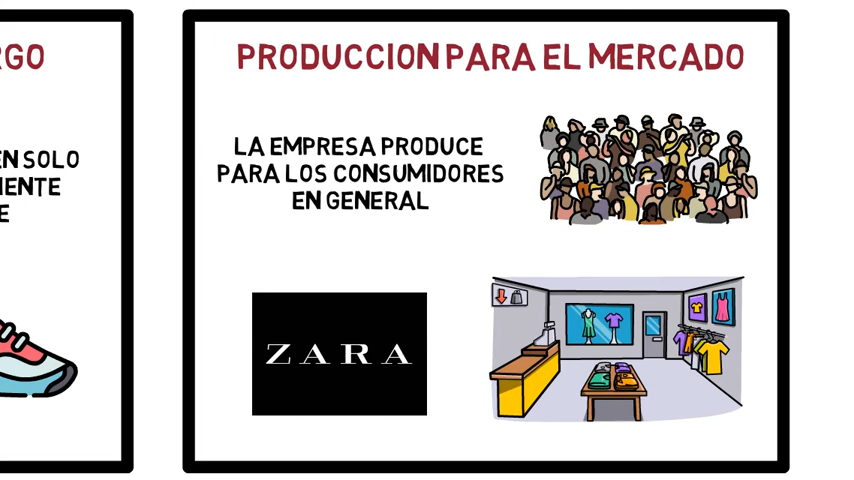 RGO
EN SOLO
IENTE
E
PRODUCCION PARA EL MERCADO
LA EMPRESA PRODUCE
PARA LOS CONSUMIDORES
EN GENERAL
ZARA